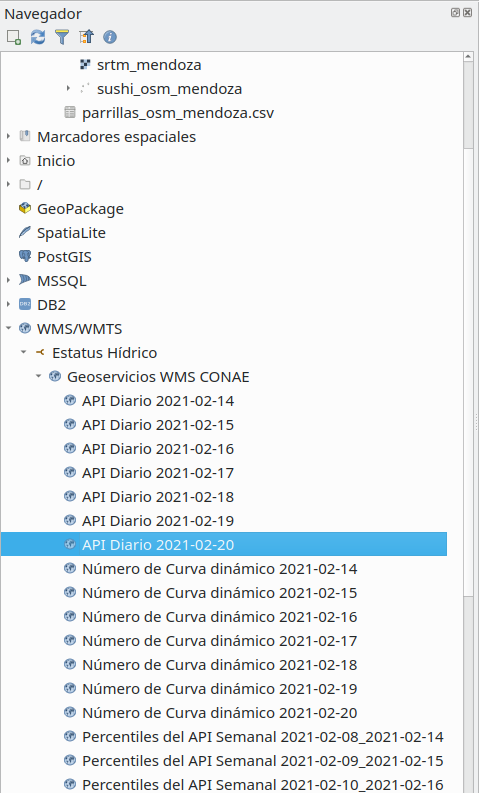 Navegador
srtm_mendoza
sushi_osm_mendoza
parrillas_osm_mendoza.csv
Marcadores espaciales
Inicio
/
GeoPackage
SpatiaLite
PostGIS
MSSQL
DB2 DB2
WMS/WMTS
Estatus Hídrico
Geoservicios WMS CONAE
API Diario 2021-02-14
API Diario 2021-02-15
API Diario 2021-02-16
API Diario 2021-02-17
API Diario 2021-02-18
API Diario 2021-02-19
API Diario 2021-02-20
Número de Curva dinámico 2021-02-14
Número de Curva dinámico 2021-02-15
Número de Curva dinámico 2021-02-16
Número de Curva dinámico 2021-02-17
Número de Curva dinámico 2021-02-18
Número de Curva dinámico 2021-02-19
Número de Curva dinámico 2021-02-20
Percentiles del API Semanal 2021-02-08_2021-02-14
Percentiles del API Semanal 2021-02-09_2021-02-15
Percentiles del API Semanal 2021-02-10_2021-02-16